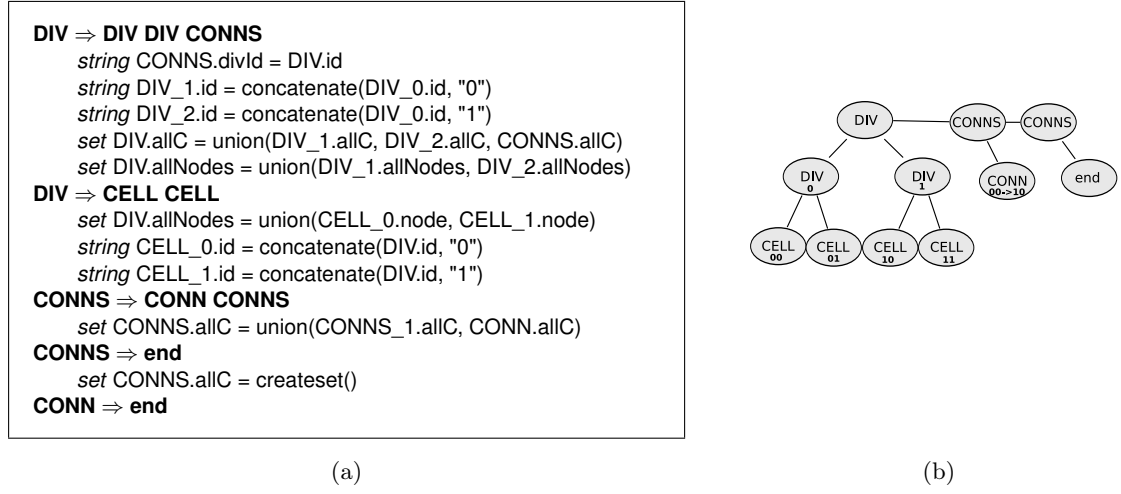 DIV ⇒ DIV DIV CONNS
string CONNS.divId = DIV.id
string DIV_1.id = concatenate(DIV_0.id, "0")
string DIV_2.id = concatenate(DIV_0.id, "1")
set DIV.allC = union(DIV_1.allC, DIV_2.allC, CONNS.allC)
set DIV.allNodes = union(DIV_1.allNodes, DIV_2.allNodes)
DIV ⇒ CELL CELL
set DIV.allNodes = union(CELL_0.node, CELL_1.node)
string CELL_0.id = concatenate(DIV.id, "0")
string CELL_1.id = concatenate(DIV.id, "1")
CONNS ⇒ CONN CONNS
set CONNS.allC = union(CONNS_1.allC, CONN.allC)
CONNS ⇒ end
set CONNS.allC = createset()
CONN ⇒ end
(a)
DIV CONNS CONNS
DIV DIV CONN end
0 1 00->10
CELL CELL CELL CELL
00 01 10 11
(b)